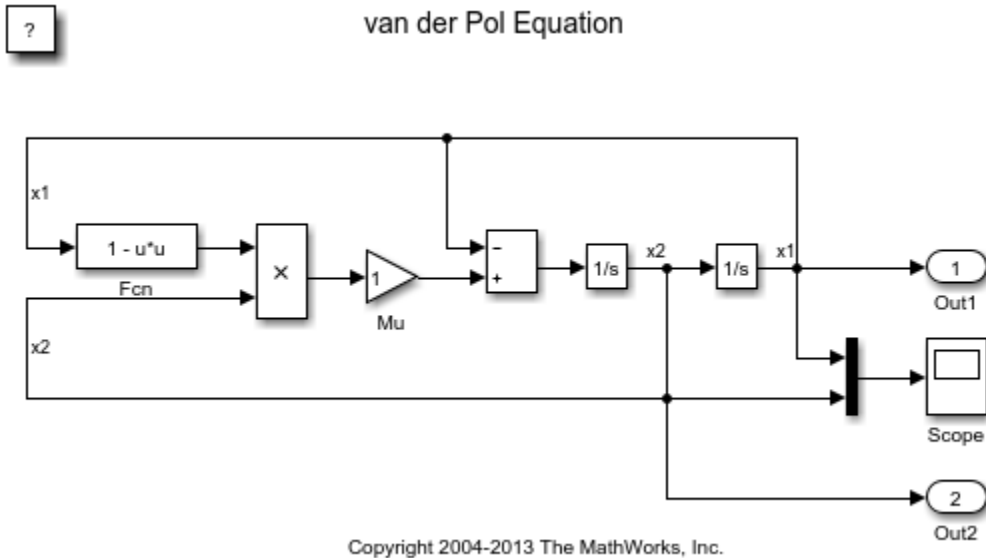 ?
van der Pol Equation
x1
1 - u*u
Fcn
×
1
Mu
−
+
1/s
x2
1/s
x1
1
Out1
x2
Scope
2
Out2
Copyright 2004-2013 The MathWorks, Inc.